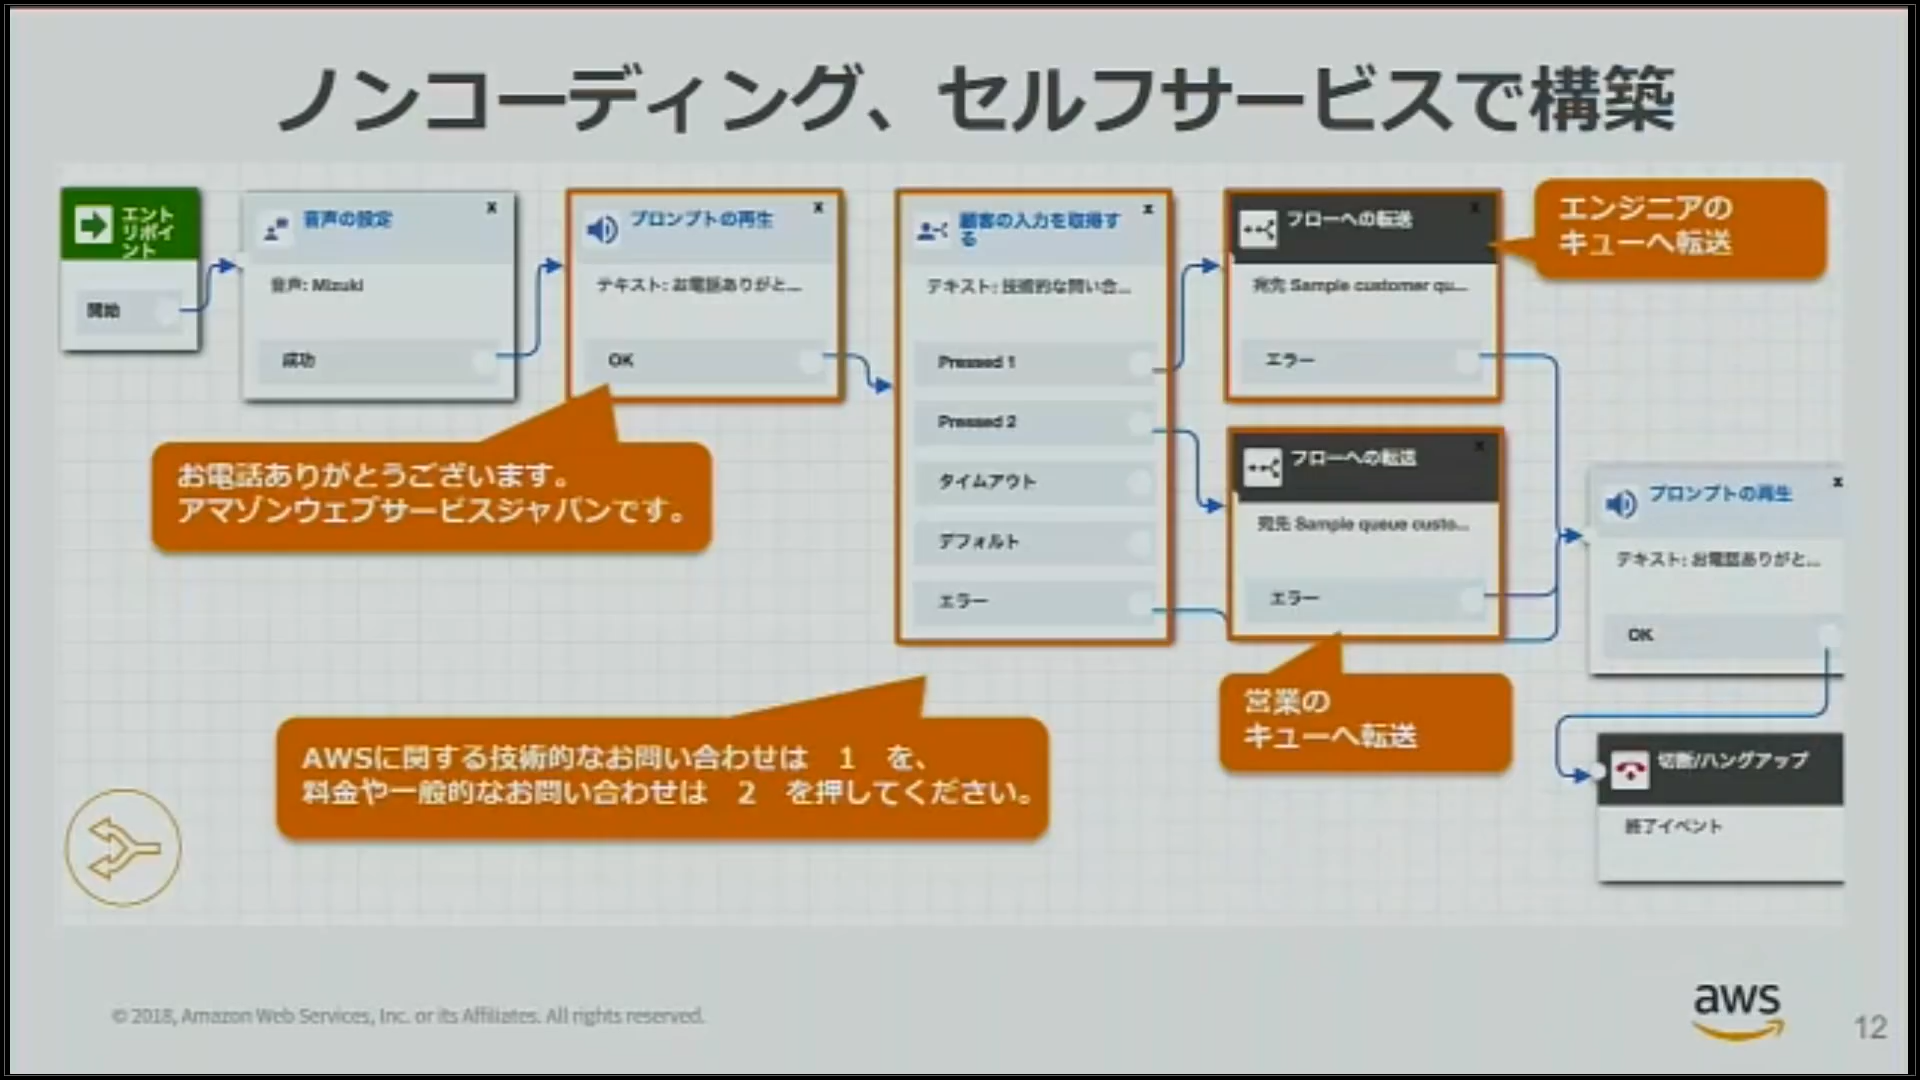 ノンコーディング、セルフサービスで構築
エント
リポイ
ント
開始
音声の設定
x
音声: Mizuki
成功
プロンプトの再生
x
テキスト: お電話ありがと...
OK
顧客の入力を取得す
る
x
テキスト: 技術的な問い合...
Pressed 1
Pressed 2
タイムアウト
デフォルト
エラー
フローへの転送
x
宛先 Sample customer qu...
エラー
エンジニアの
キューへ転送
フローへの転送
x
宛先 Sample queue custo...
エラー
お電話ありがとうございます。
アマゾンウェブサービスジャパンです。
プロンプトの再生
x
テキスト: お電話ありがと...
OK
営業の
キューへ転送
AWSに関する技術的なお問い合わせは 1 を、
料金や一般的なお問い合わせは 2 を押してください。
切断/ハングアップ
終了イベント
© 2018, Amazon Web Services, Inc. or its Affiliates. All rights reserved.
aws
12